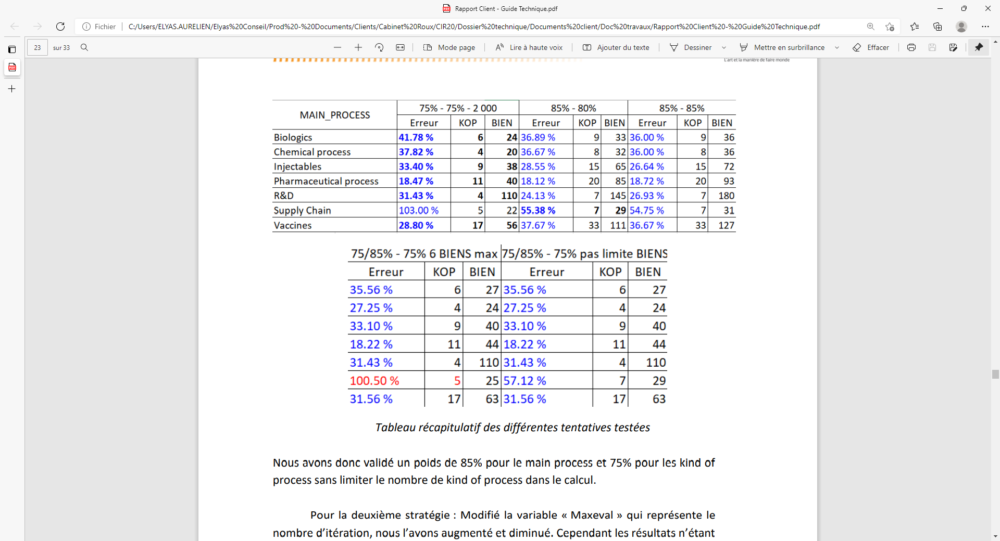 Rapport Client - Guide Technique.pdf
Fichier C:/Users/ELYAS.AURELIEN/Elyas%20Conseil/Prod%20-%20Documents/Clients/Cabinet%20Roux/CIR20/Dossier%20technique/Documents%20client/Doc%20travaux/Rapport%20Client%20-%20Guide%20Technique.pdf
23 sur 33 Mode page Lire à haute voix Ajouter du texte Dessiner Mettre en surbrillance Effacer
L'art et la manière de faire monde
MAIN_PROCESS 75% - 75% - 2 000 85% - 80% 85% - 85%
Erreur KOP BIEN Erreur KOP BIEN Erreur KOP BIEN
Biologics 41.78 % 6 24 36.89 % 9 33 36.00 % 9 36
Chemical process 37.82 % 4 20 36.67 % 8 32 36.00 % 8 36
Injectables 33.40 % 9 38 28.55 % 15 65 26.64 % 15 72
Pharmaceutical process 18.47 % 11 40 18.12 % 20 85 18.72 % 20 93
R&D 31.43 % 4 110 24.13 % 7 145 26.93 % 7 180
Supply Chain 103.00 % 5 22 55.38 % 7 29 54.75 % 7 31
Vaccines 28.80 % 17 56 37.67 % 33 111 36.67 % 33 127
75/85% - 75% 6 BIENS max 75/85% - 75% pas limite BIENS
Erreur KOP BIEN Erreur KOP BIEN
35.56 % 6 27 35.56 % 6 27
27.25 % 4 24 27.25 % 4 24
33.10 % 9 40 33.10 % 9 40
18.22 % 11 44 18.22 % 11 44
31.43 % 4 110 31.43 % 4 110
100.50 % 5 25 57.12 % 7 29
31.56 % 17 63 31.56 % 17 63
Tableau récapitulatif des différentes tentatives testées
Nous avons donc validé un poids de 85% pour le main process et 75% pour les kind of
process sans limiter le nombre de kind of process dans le calcul.
Pour la deuxième stratégie : Modifié la variable « Maxeval » qui représente le
nombre d'itération, nous l'avons augmenté et diminué. Cependant les résultats n'étant